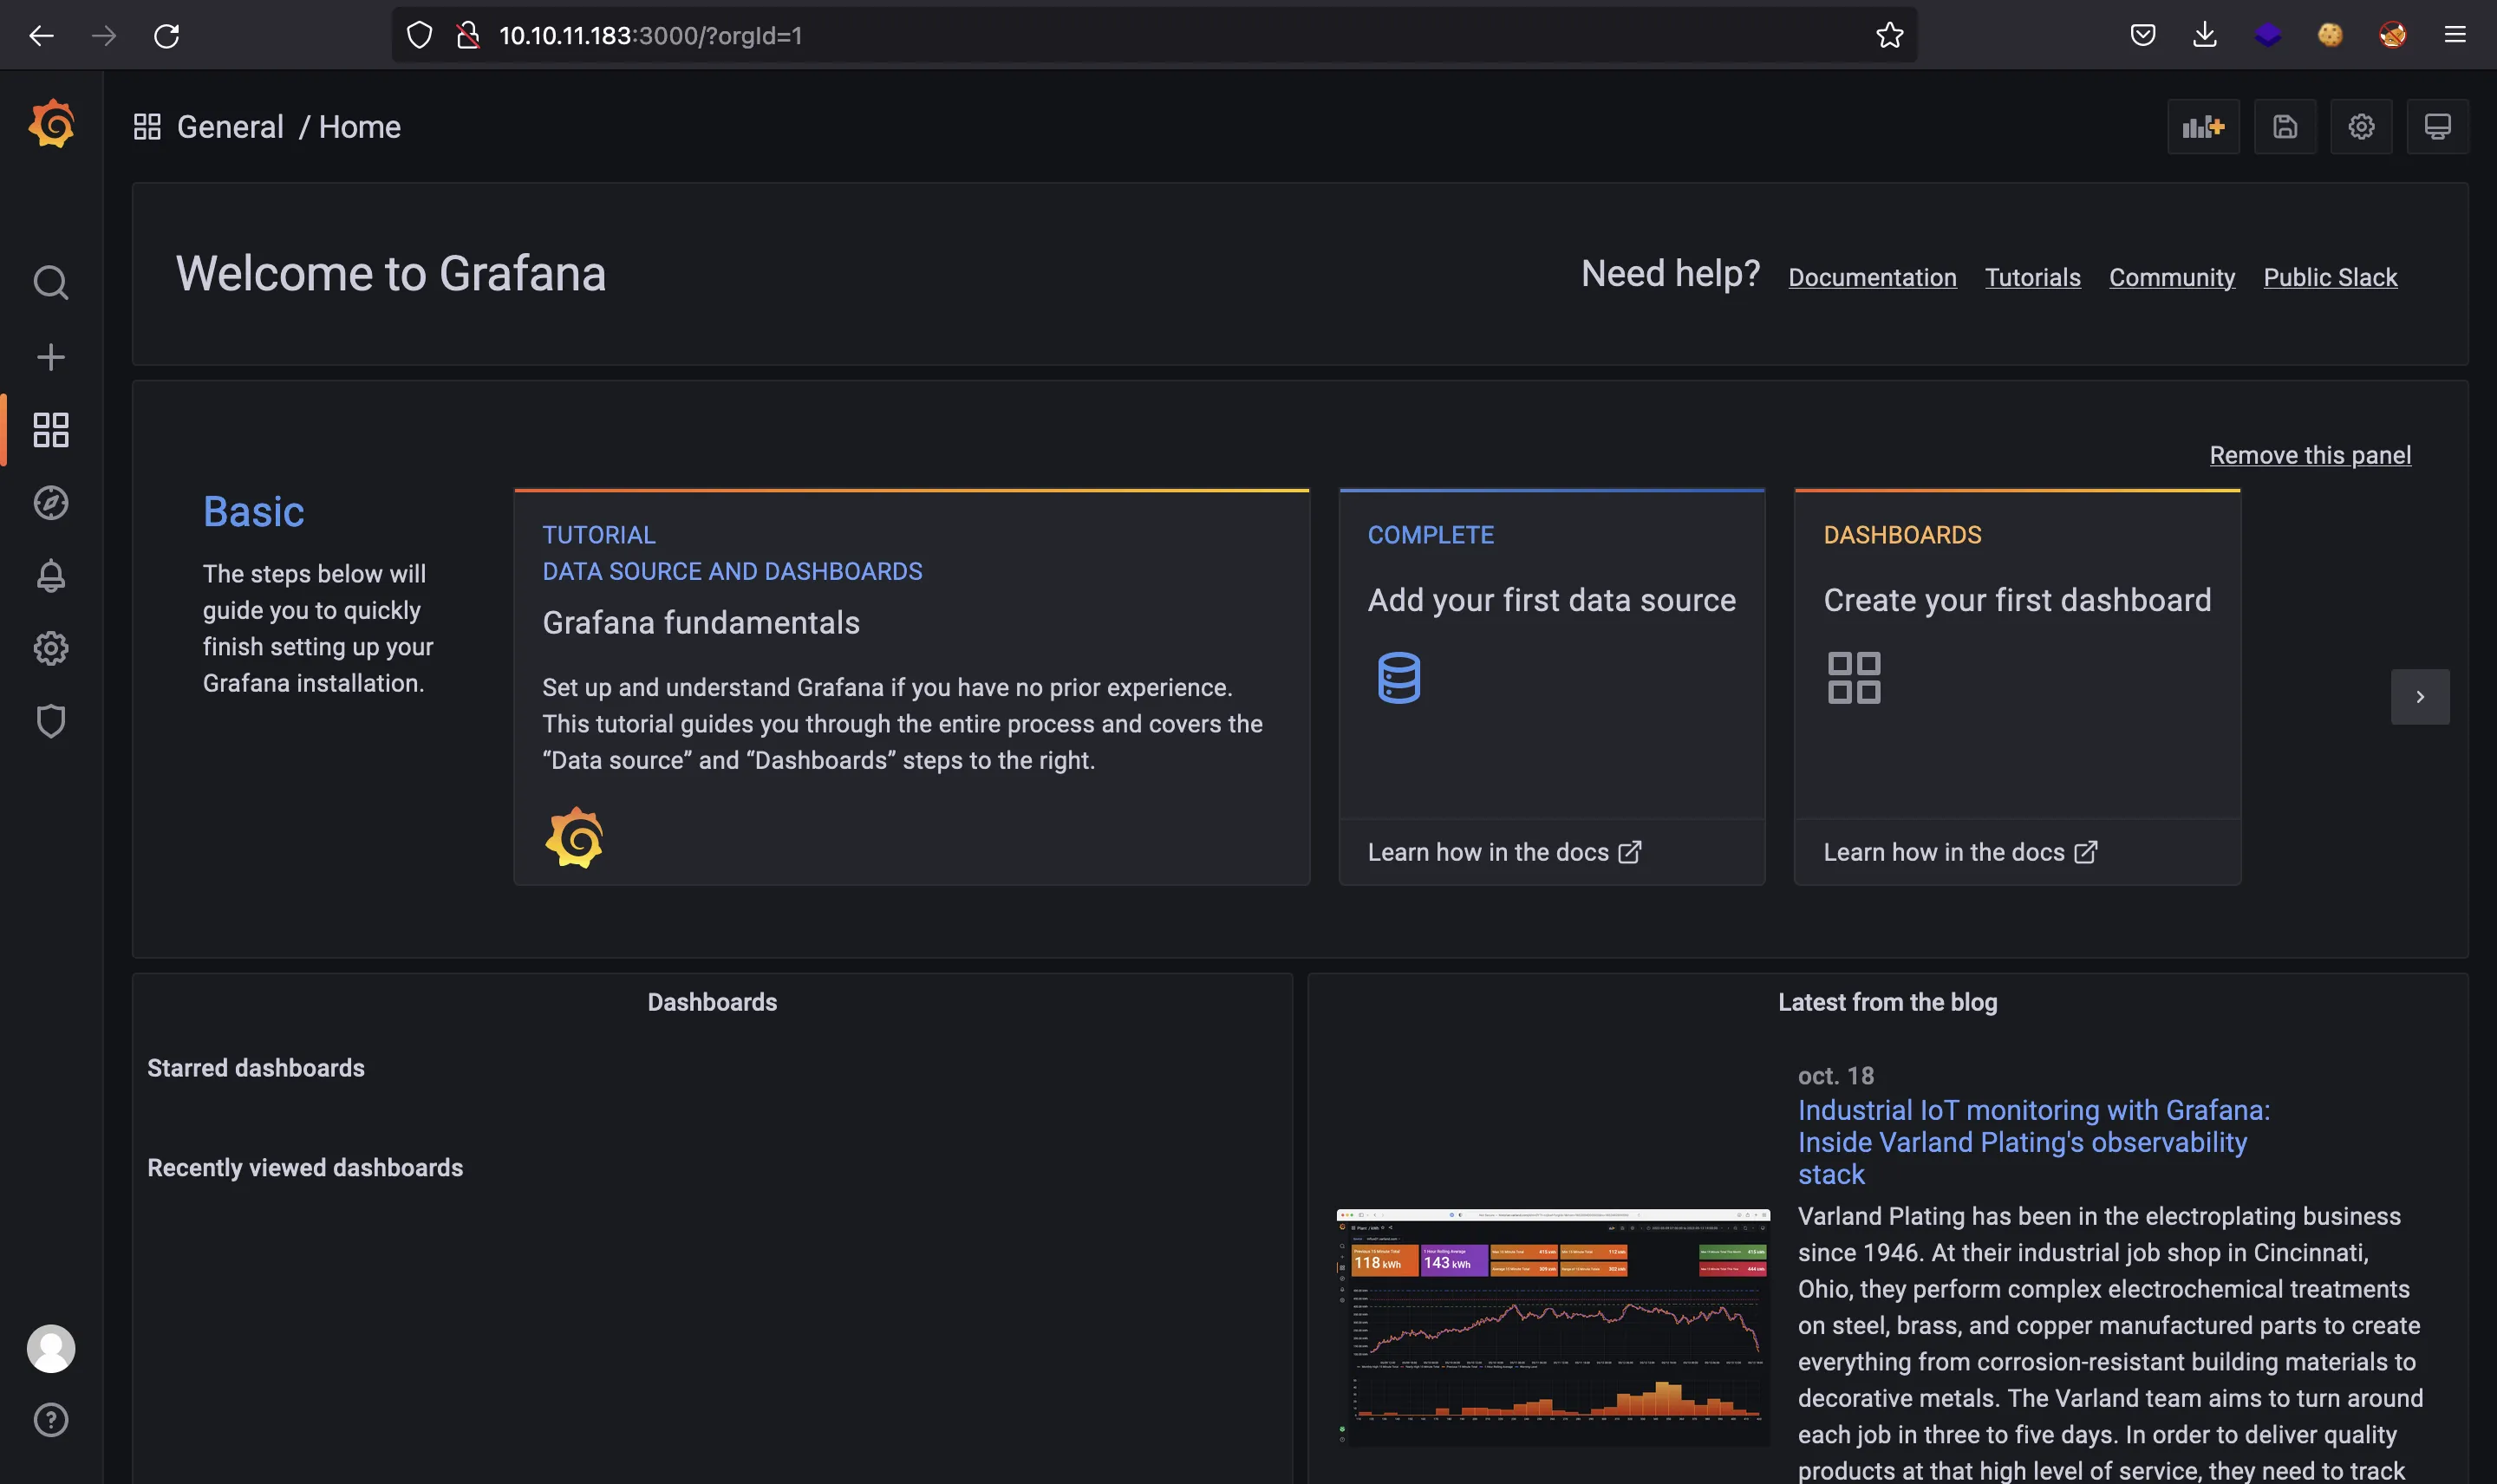 10.10.11.183:3000/?orgId=1
General / Home
Welcome to Grafana
Need help? Documentation Tutorials Community Public Slack
Remove this panel
Basic
The steps below will
guide you to quickly
finish setting up your
Grafana installation.
TUTORIAL
DATA SOURCE AND DASHBOARDS
Grafana fundamentals
Set up and understand Grafana if you have no prior experience.
This tutorial guides you through the entire process and covers the
“Data source” and “Dashboards” steps to the right.
COMPLETE
Add your first data source
Learn how in the docs
DASHBOARDS
Create your first dashboard
Learn how in the docs
Dashboards
Starred dashboards
Recently viewed dashboards
Latest from the blog
oct. 18
Industrial IoT monitoring with Grafana:
Inside Varland Plating's observability
stack
118 kWh
143 kWh
Varland Plating has been in the electroplating business
since 1946. At their industrial job shop in Cincinnati,
Ohio, they perform complex electrochemical treatments
on steel, brass, and copper manufactured parts to create
everything from corrosion-resistant building materials to
decorative metals. The Varland team aims to turn around
each job in three to five days. In order to deliver quality
products at that high level of service, they need to track